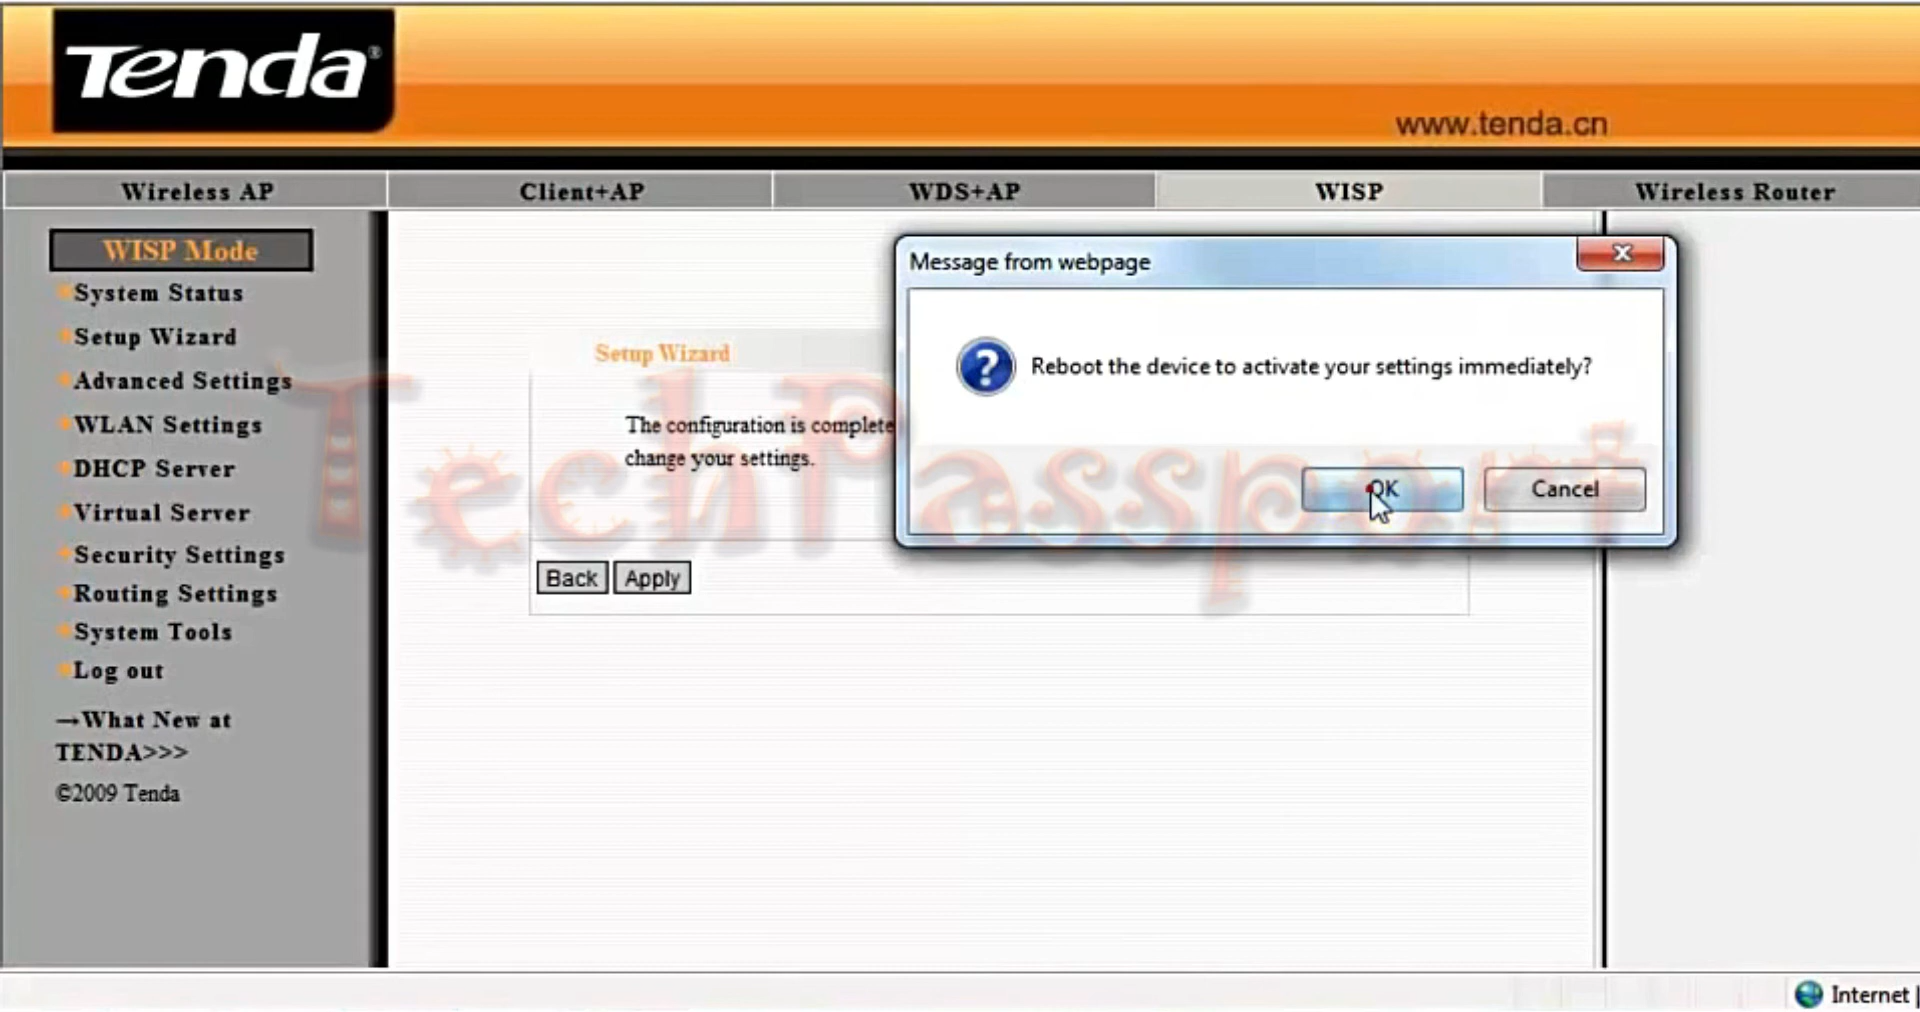 Tenda®
www.tenda.cn
Wireless AP
Client+AP
WDS+AP
WISP
Wireless Router
WISP Mode
System Status
Setup Wizard
Advanced Settings
WLAN Settings
DHCP Server
Virtual Server
Security Settings
Routing Settings
System Tools
Log out
→What New at
TENDA>>>
©2009 Tenda
Setup Wizard
The configuration is complete
change your settings.
Back
Apply
Message from webpage
Reboot the device to activate your settings immediately?
OK
Cancel
TechPassport
Internet |